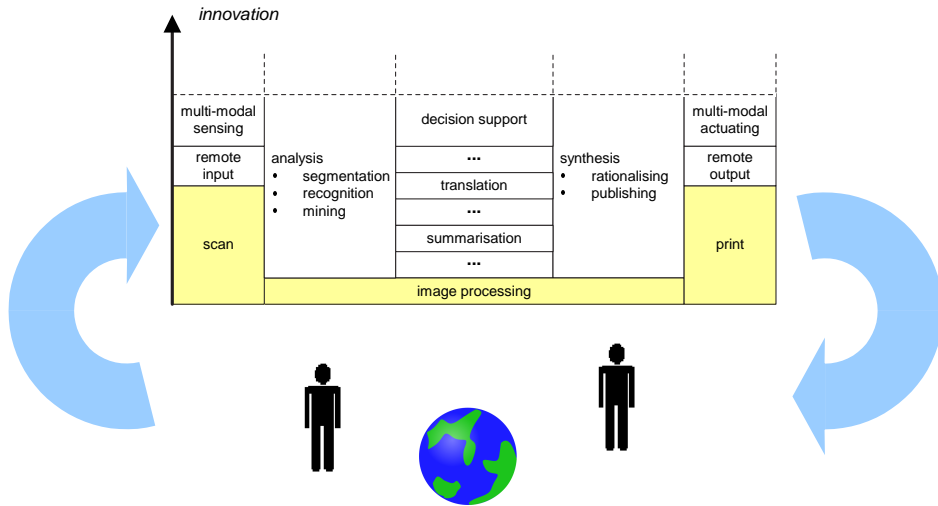 innovation
multi-modal
sensing
remote
input
scan
analysis
• segmentation
• recognition
• mining
decision support
...
translation
...
summarisation
...
synthesis
• rationalising
• publishing
multi-modal
actuating
remote
output
print
image processing